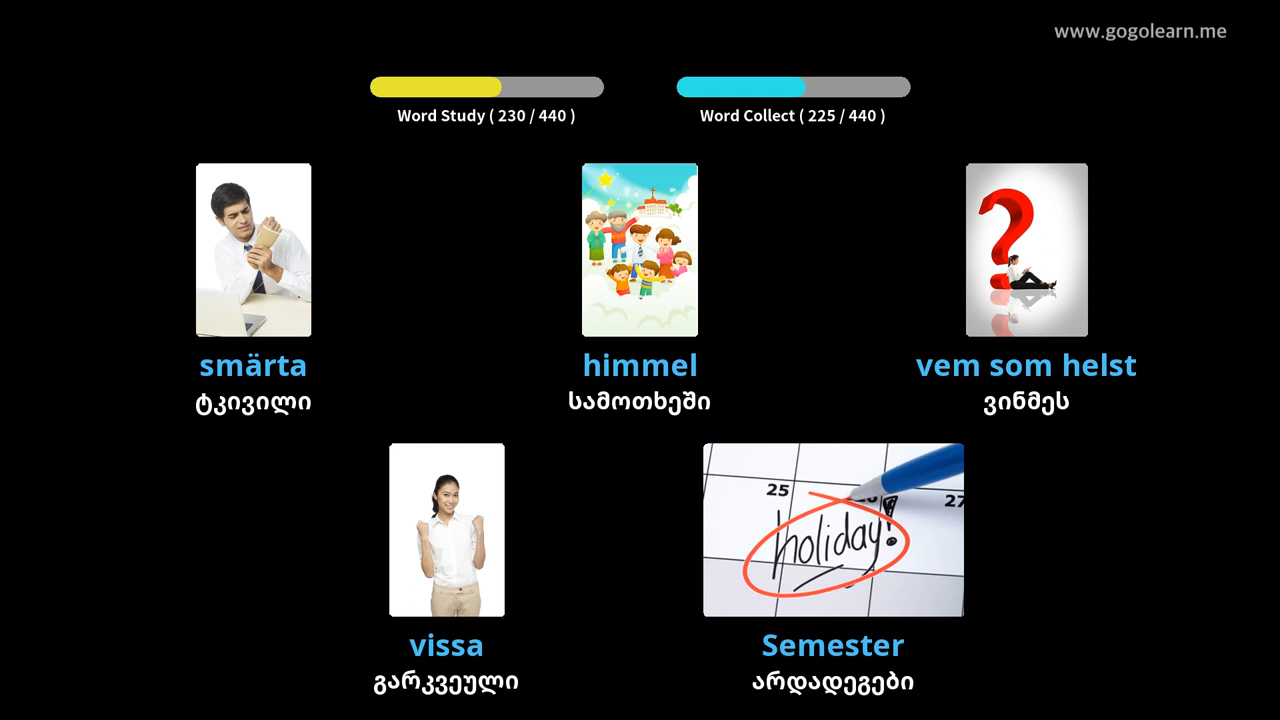 www.gogolearn.me
Word Study ( 230 / 440 )
Word Collect ( 225 / 440 )
smärta
ტკივილი
himmel
სამოთხეში
vem som helst
ვინმეს
25
27
holiday!
vissa
გარკვეული
Semester
არდადეგები